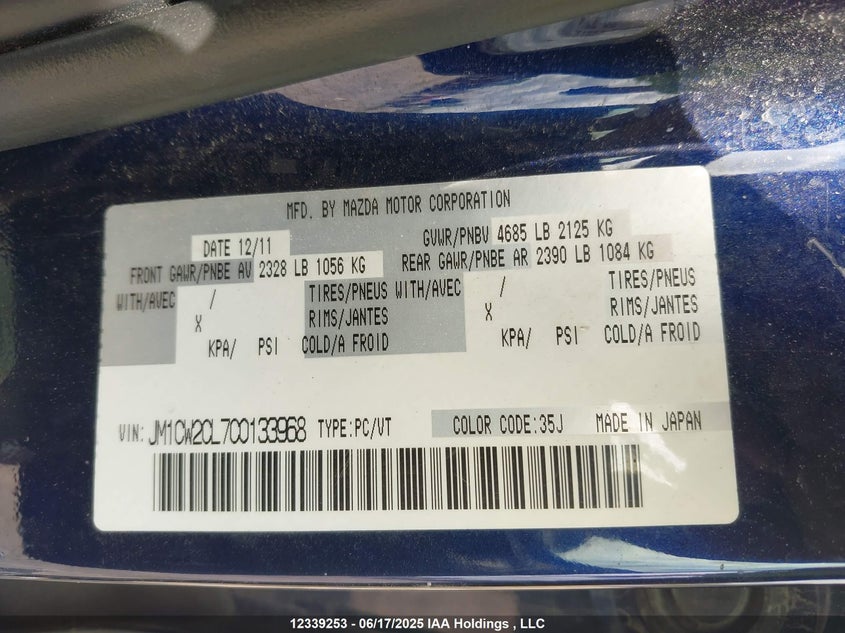 MFD. BY MAZDA MOTOR CORPORATION
DATE 12/11 GVWR/PNBV 4685 LB 2125 KG
FRONT GAWR/PNBE AV 2328 LB 1056 KG REAR GAWR/PNBE AR 2390 LB 1084 KG
WITH/AVEC / TIRES/PNEUS WITH/AVEC / TIRES/PNEUS
X RIMS/JANTES X RIMS/JANTES
KPA/ PSI COLD/A FROID KPA/ PSI COLD/A FROID
VIN: JM1CW2CL7C0133968 TYPE:PC/VT COLOR CODE:35J MADE IN JAPAN
12339253 - 06/17/2025 IAA Holdings , LLC